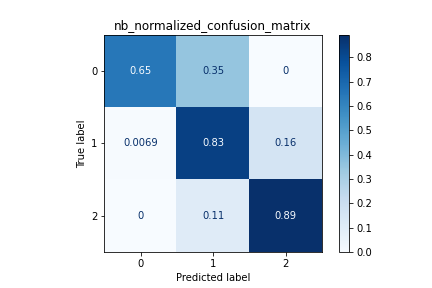 nb_normalized_confusion_matrix
0 0.65 0.35 0
1 0.0069 0.83 0.16
2 0 0.11 0.89
0 1 2
Predicted label
True label
0.8
0.7
0.6
0.5
0.4
0.3
0.2
0.1
0.0